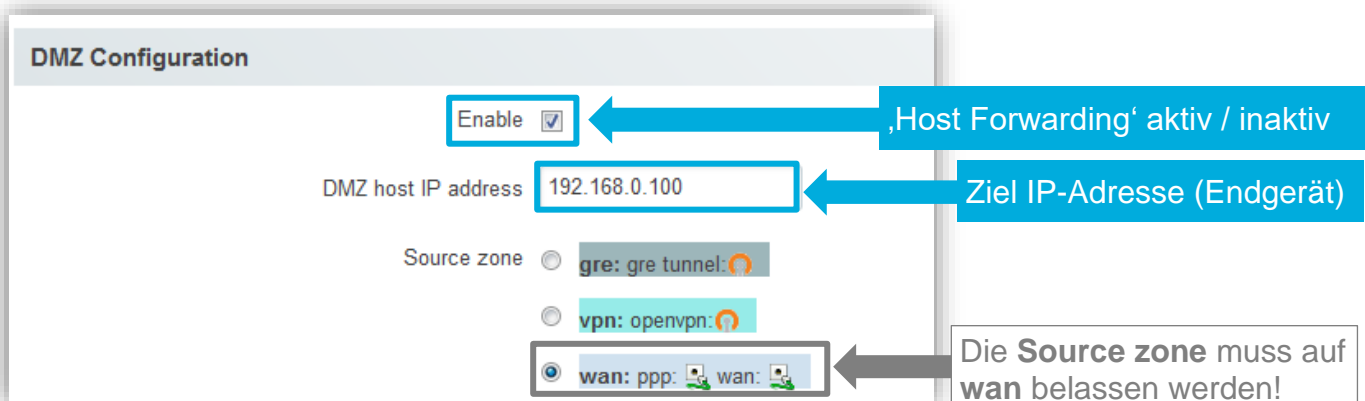 DMZ Configuration
Enable
‚Host Forwarding‘ aktiv / inaktiv
DMZ host IP address 192.168.0.100
Ziel IP-Adresse (Endgerät)
Source zone gre: gre tunnel:
vpn: openvpn:
wan: ppp: wan:
Die Source zone muss auf
wan belassen werden!